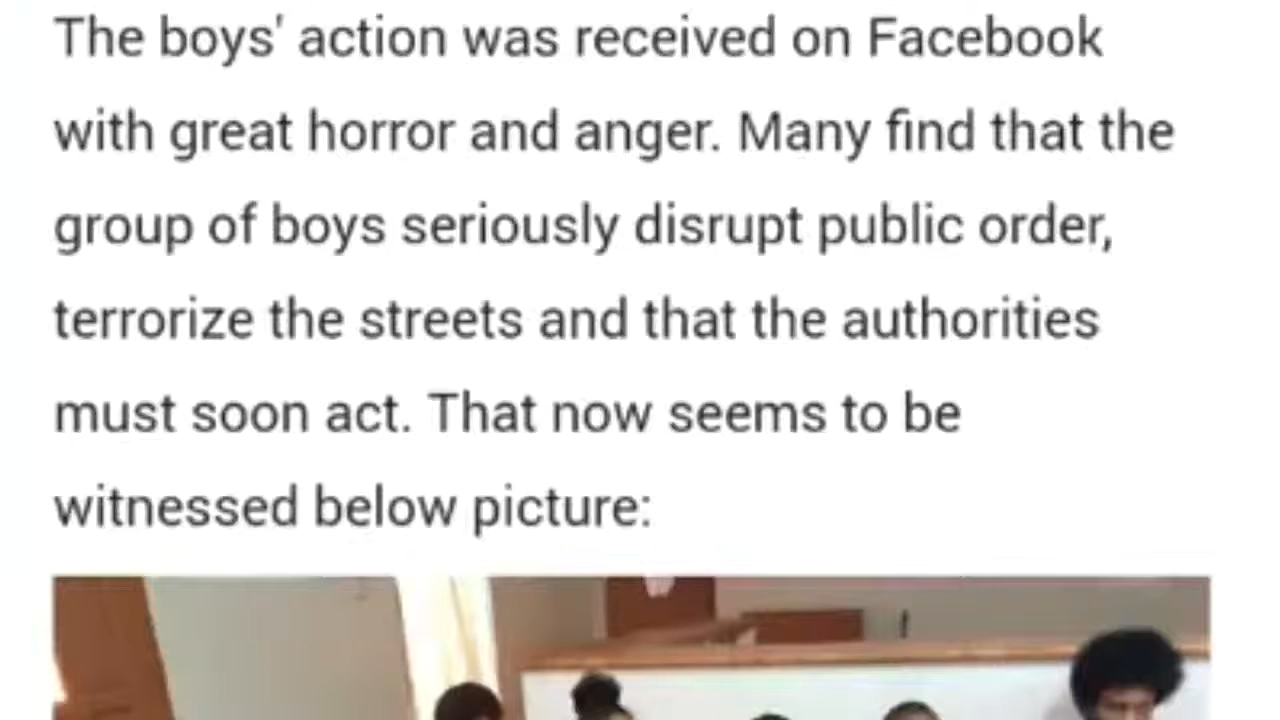 The boys' action was received on Facebook
with great horror and anger. Many find that the
group of boys seriously disrupt public order,
terrorize the streets and that the authorities
must soon act. That now seems to be
witnessed below picture: